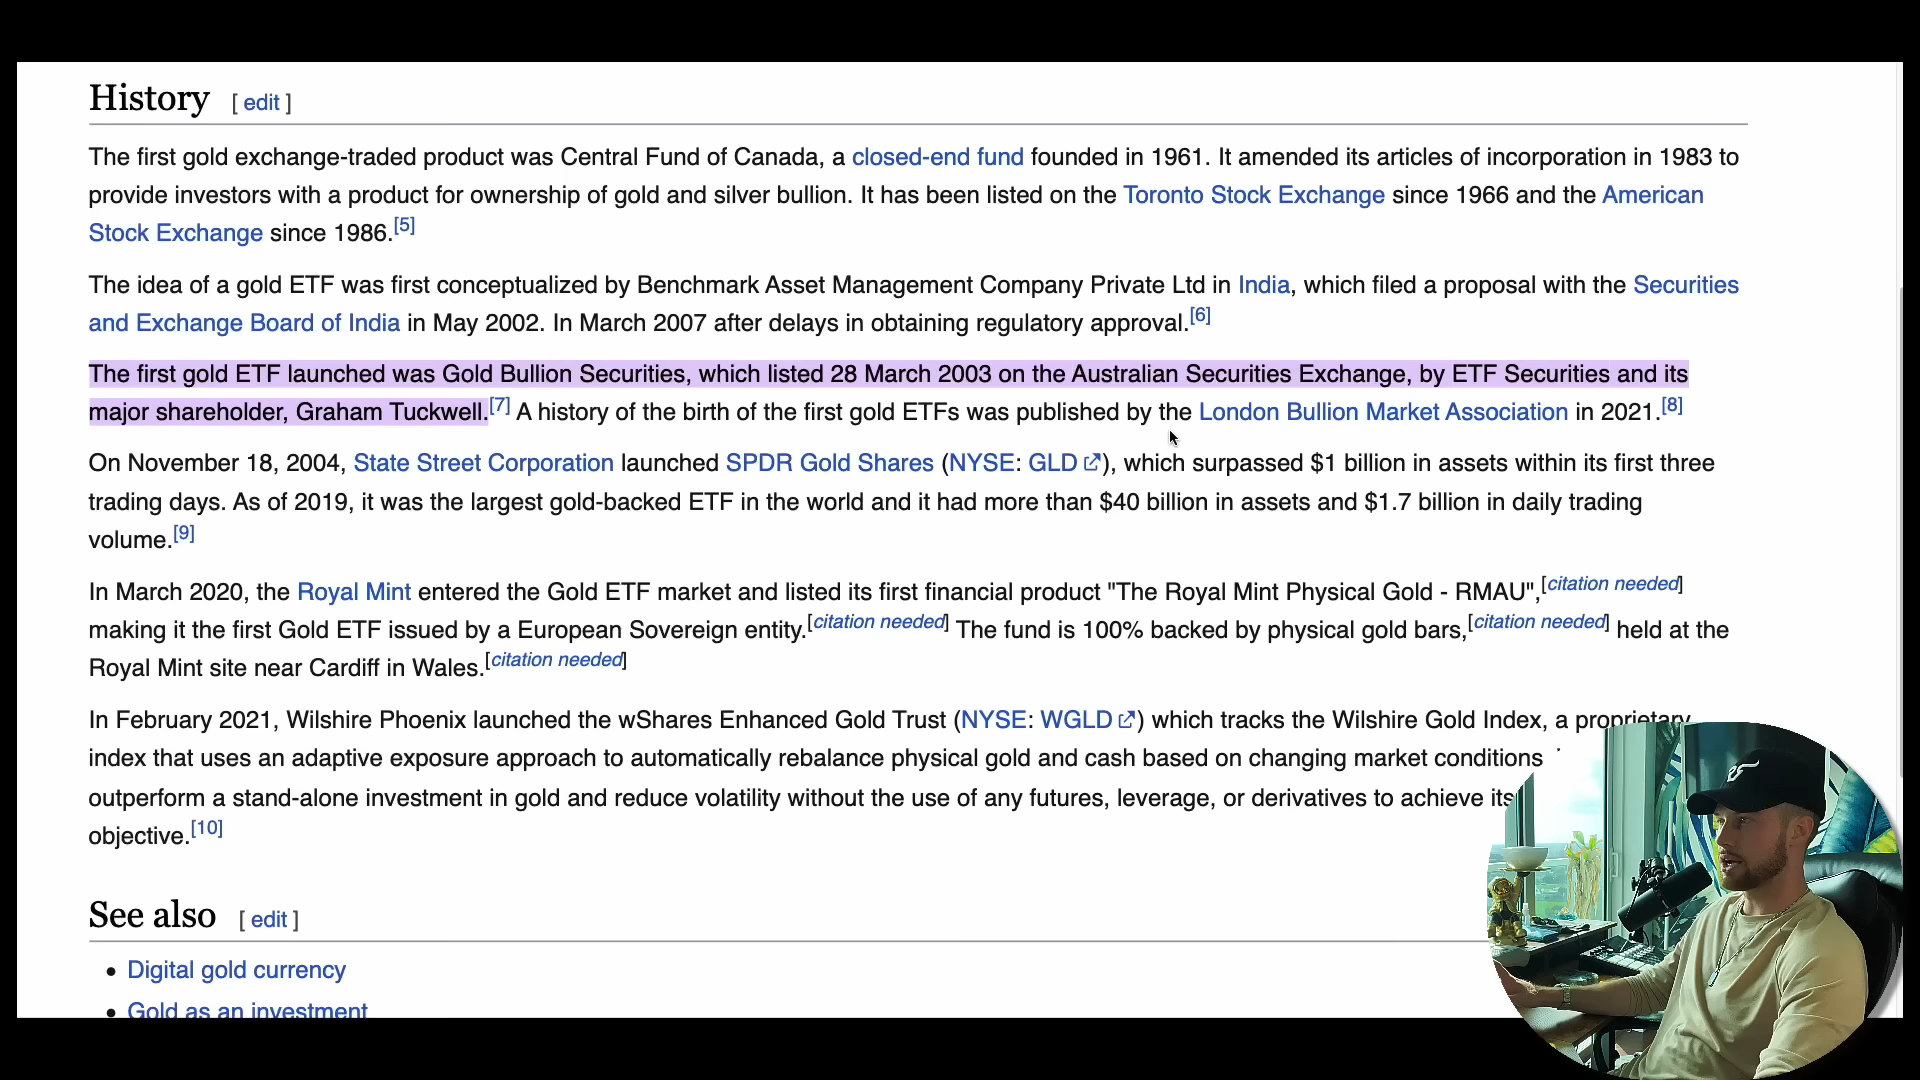 History [ edit ]
The first gold exchange-traded product was Central Fund of Canada, a closed-end fund founded in 1961. It amended its articles of incorporation in 1983 to
provide investors with a product for ownership of gold and silver bullion. It has been listed on the Toronto Stock Exchange since 1966 and the American
Stock Exchange since 1986.[5]
The idea of a gold ETF was first conceptualized by Benchmark Asset Management Company Private Ltd in India, which filed a proposal with the Securities
and Exchange Board of India in May 2002. In March 2007 after delays in obtaining regulatory approval.[6]
The first gold ETF launched was Gold Bullion Securities, which listed 28 March 2003 on the Australian Securities Exchange, by ETF Securities and its
major shareholder, Graham Tuckwell.[7] A history of the birth of the first gold ETFs was published by the London Bullion Market Association in 2021.[8]
On November 18, 2004, State Street Corporation launched SPDR Gold Shares (NYSE: GLD), which surpassed $1 billion in assets within its first three
trading days. As of 2019, it was the largest gold-backed ETF in the world and it had more than $40 billion in assets and $1.7 billion in daily trading
volume.[9]
In March 2020, the Royal Mint entered the Gold ETF market and listed its first financial product "The Royal Mint Physical Gold - RMAU",[citation needed]
making it the first Gold ETF issued by a European Sovereign entity.[citation needed] The fund is 100% backed by physical gold bars,[citation needed] held at the
Royal Mint site near Cardiff in Wales.[citation needed]
In February 2021, Wilshire Phoenix launched the wShares Enhanced Gold Trust (NYSE: WGLD) which tracks the Wilshire Gold Index, a proprietary
index that uses an adaptive exposure approach to automatically rebalance physical gold and cash based on changing market conditions
outperform a stand-alone investment in gold and reduce volatility without the use of any futures, leverage, or derivatives to achieve its
objective.[10]
See also [ edit ]
• Digital gold currency
• Gold as an investment